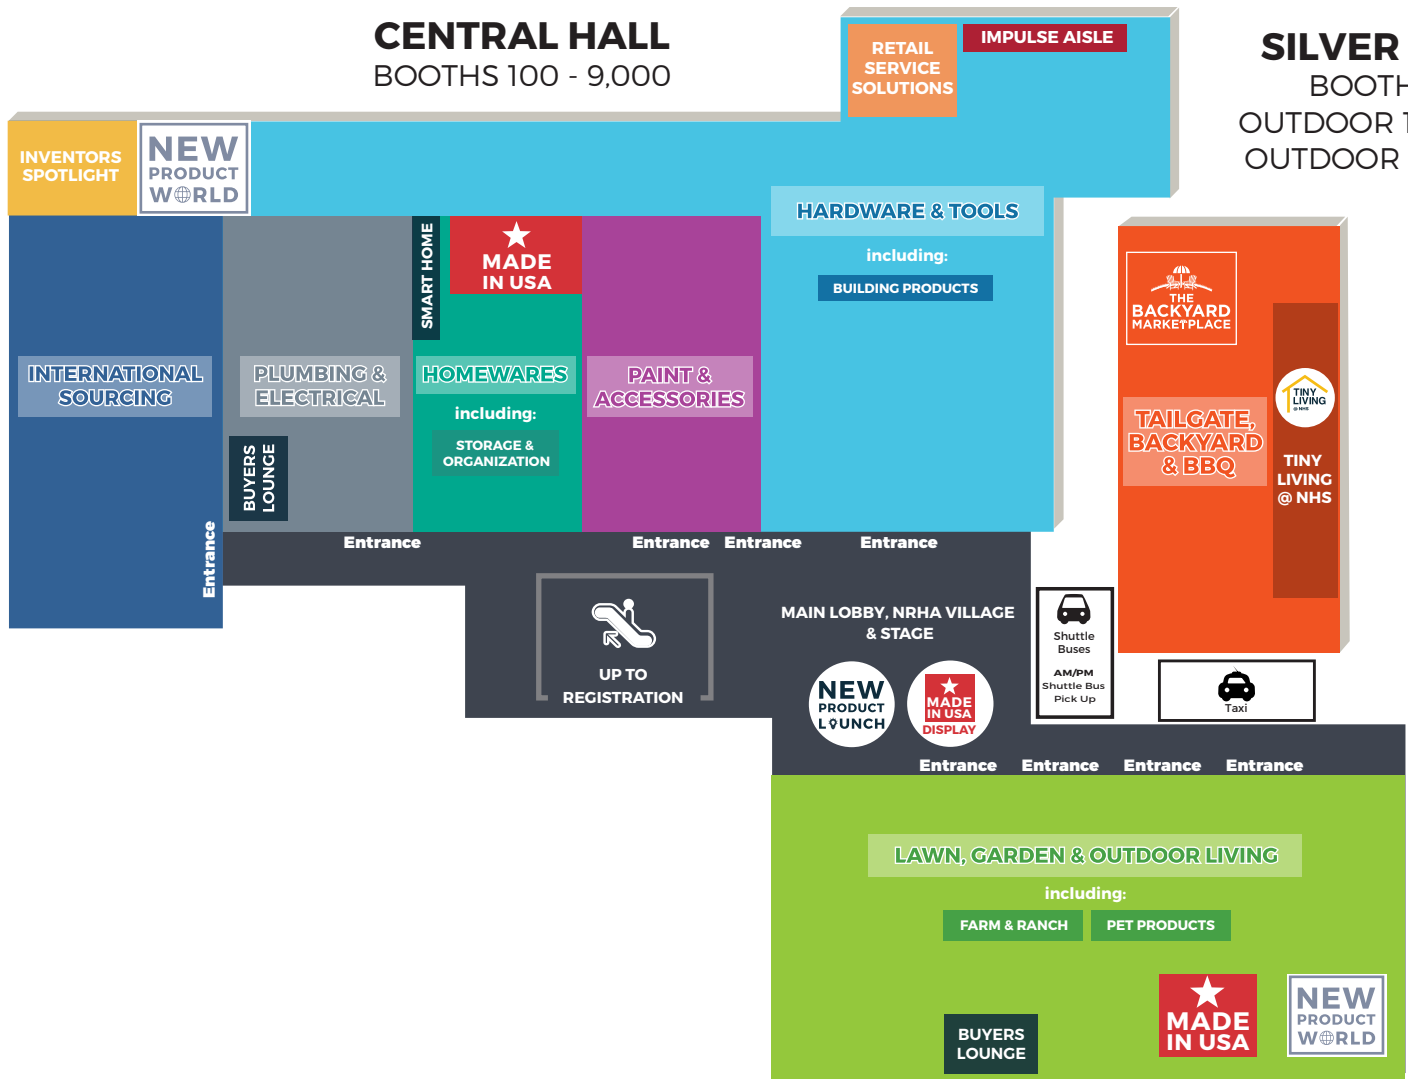 CENTRAL HALL
BOOTHS 100 - 9,000
SILVER
BOOTH
OUTDOOR 1
OUTDOOR
RETAIL
SERVICE
SOLUTIONS
IMPULSE AISLE
INVENTORS
SPOTLIGHT
NEW
PRODUCT
WORLD
HARDWARE & TOOLS
including:
BUILDING PRODUCTS
SMART HOME
MADE
IN USA
INTERNATIONAL
SOURCING
PLUMBING &
ELECTRICAL
HOMEWARES
including:
STORAGE &
ORGANIZATION
PAINT &
ACCESSORIES
BUYERS
LOUNGE
THE
BACKYARD
MARKETPLACE
TINY
LIVING
@ NHS
TAILGATE,
BACKYARD
& BBQ
TINY
LIVING
@ NHS
Entrance
Entrance
Entrance
Entrance
Entrance
UP TO
REGISTRATION
MAIN LOBBY, NRHA VILLAGE
& STAGE
NEW
PRODUCT
LAUNCH
MADE
IN USA
DISPLAY
Shuttle
Buses
AM/PM
Shuttle Bus
Pick Up
Taxi
Entrance
Entrance
Entrance
Entrance
LAWN, GARDEN & OUTDOOR LIVING
including:
FARM & RANCH
PET PRODUCTS
BUYERS
LOUNGE
MADE
IN USA
NEW
PRODUCT
WORLD